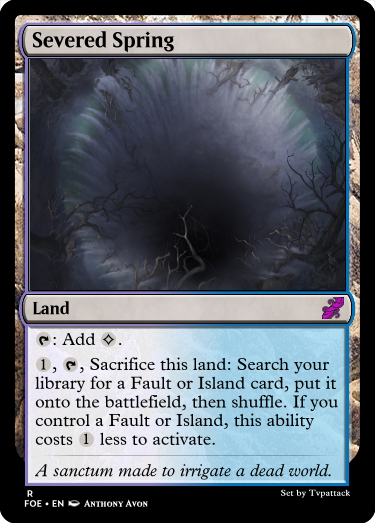 Severed Spring
Land
: Add .
1, , Sacrifice this land: Search your
library for a Fault or Island card, put it
onto the battlefield, then shuffle. If you
control a Fault or Island, this ability
costs 1 less to activate.
A sanctum made to irrigate a dead world.
R
FOE • EN Anthony Avon
Set by Tvpattack